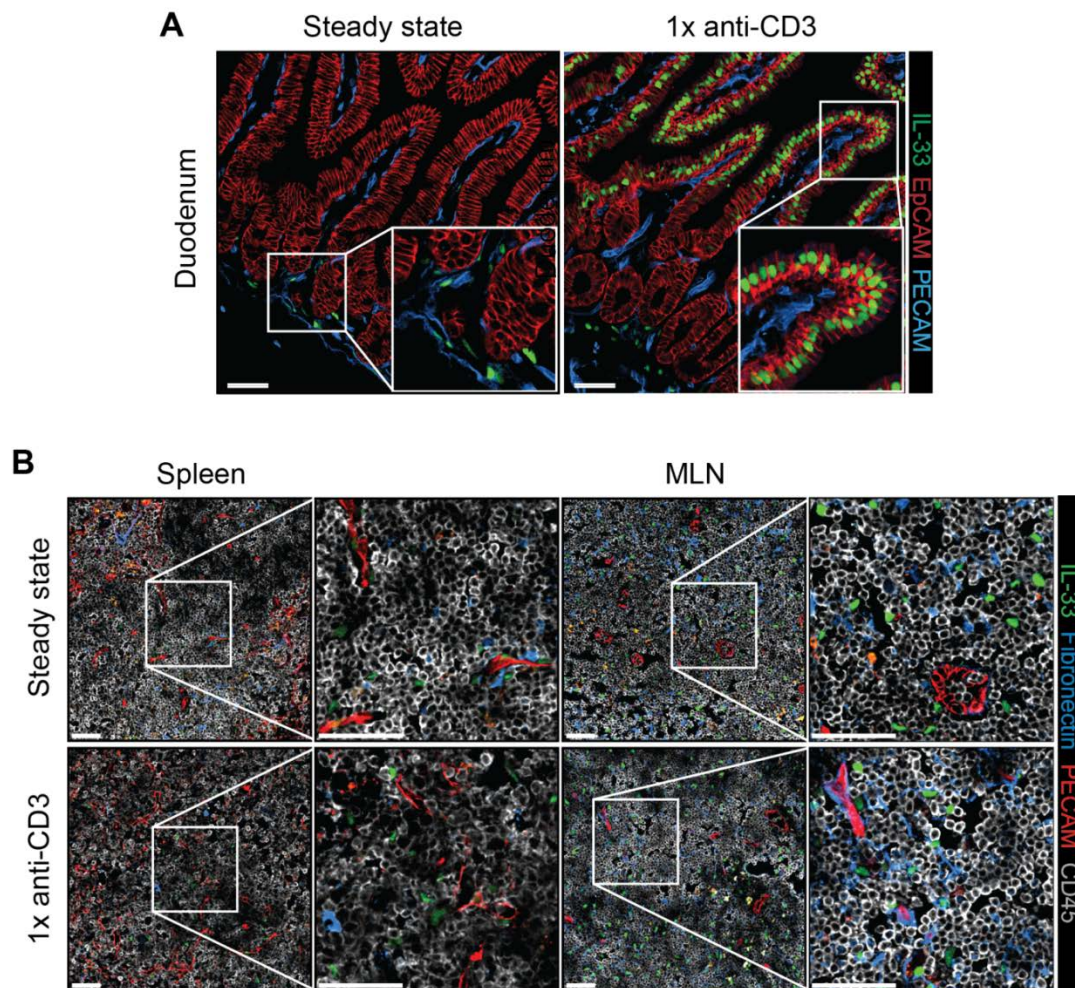 A
Steady state
1x anti-CD3
Duodenum
IL-33 EpCAM PECAM
B
Spleen
MLN
Steady state
1x anti-CD3
IL-33 Fibronectin PECAM CD45